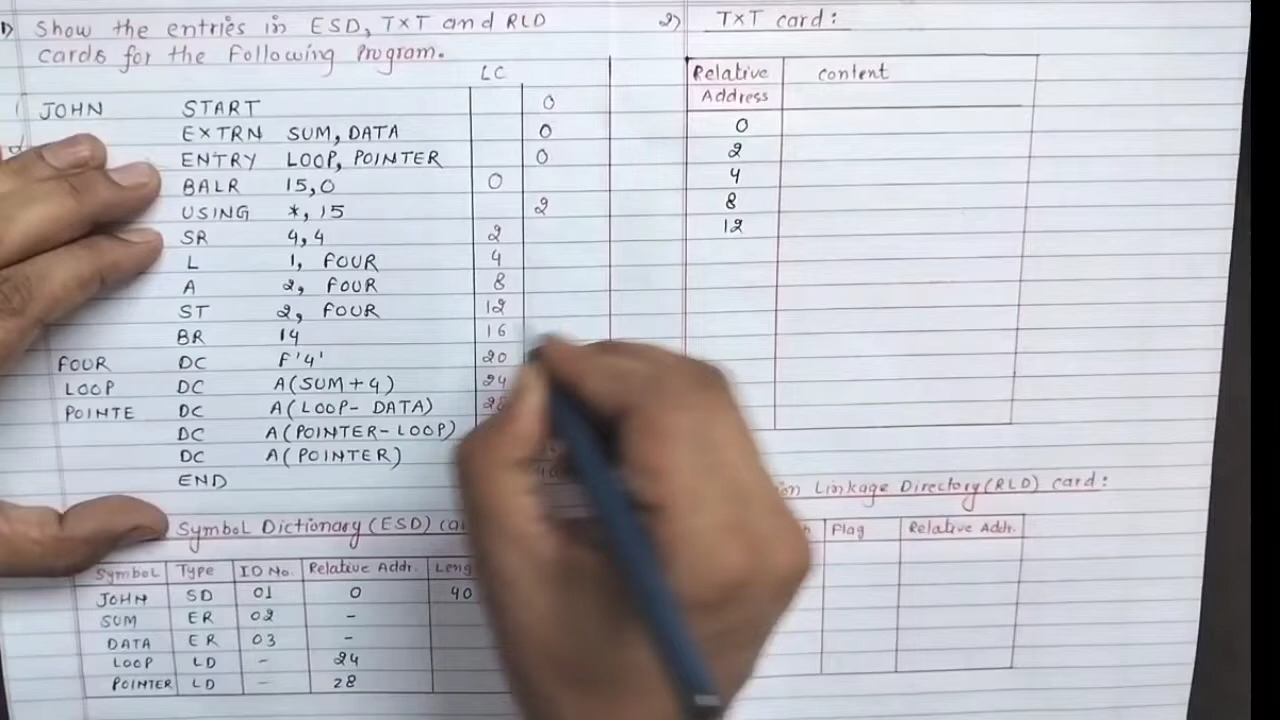 1) Show the entries in ESD, TXT and RLD
cards for the Following Program.
LC
JOHN START 0
EXTRN SUM, DATA 0
ENTRY LOOP, POINTER 0
BALR 15,0 0
USING *, 15 2
SR 4,4 2
L 1, FOUR 4
A 2, FOUR 8
ST 2, FOUR 12
BR 14 16
FOUR DC F'4' 20
LOOP DC A(SUM+4) 24
POINTE DC A(LOOP- DATA)
DC A(POINTER-LOOP)
DC A(POINTER)
END
Symbol Dictionary (ESD)
Symbol Type ID No. Relative Addr.
JOHN SD 01 0 40
SUM ER 02 -
DATA ER 03 -
LOOP LD - 24
POINTER LD - 28
2) TXT card:
Relative Address content
0
2
4
8
12
Linkage Directory (RLD) card:
Flag Relative Addr.